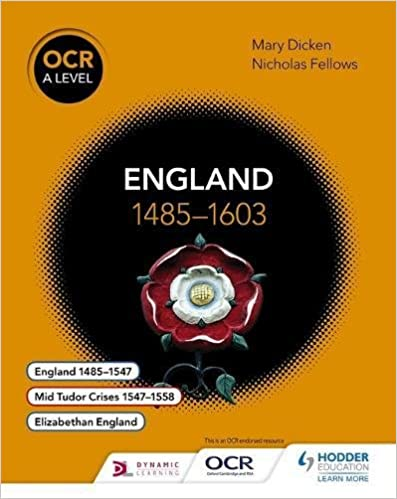 OCR
A LEVEL
Mary Dicken
Nicholas Fellows
ENGLAND
1485–1603
England 1485–1547
Mid Tudor Crises 1547–1558
Elizabethan England
This is an OCR endorsed resource
DYNAMIC
LEARNING
OCR
Oxford Cambridge and RSA
HODDER
EDUCATION
LEARN MORE